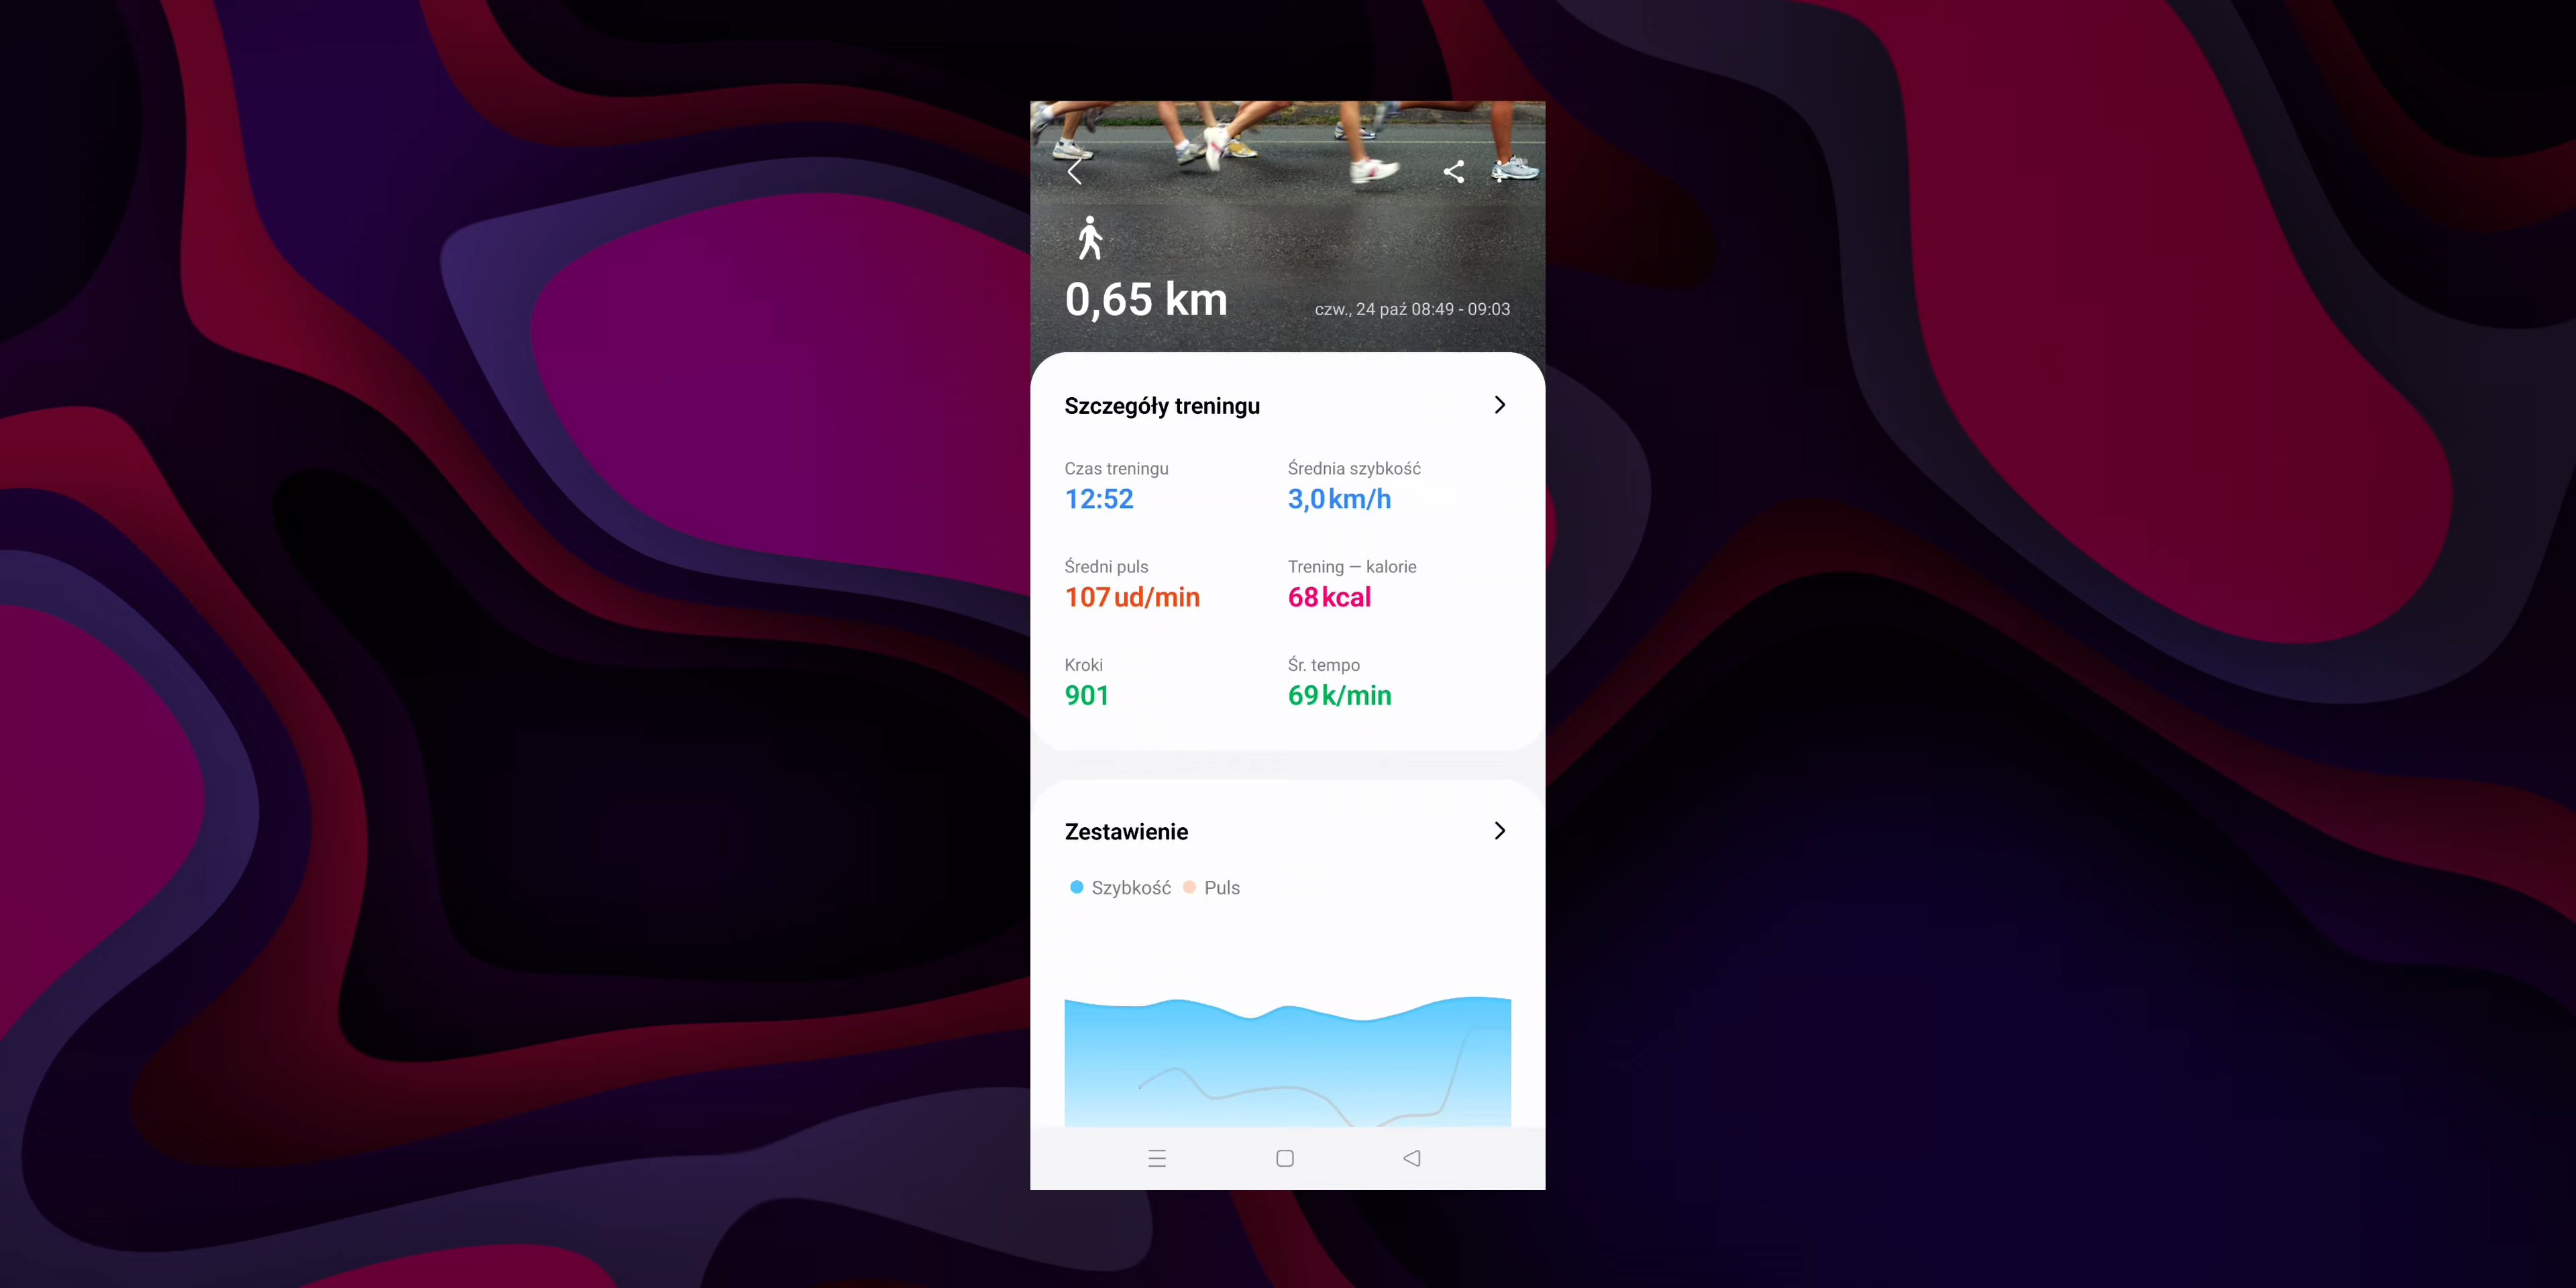 0,65 km
czw., 24 paź 08:49 - 09:03
Szczegóły treningu
Czas treningu
Średnia szybkość
12:52
3,0 km/h
Średni puls
Trening — kalorie
107 ud/min
68 kcal
Kroki
Śr. tempo
901
69 k/min
Zestawienie
Szybkość
Puls